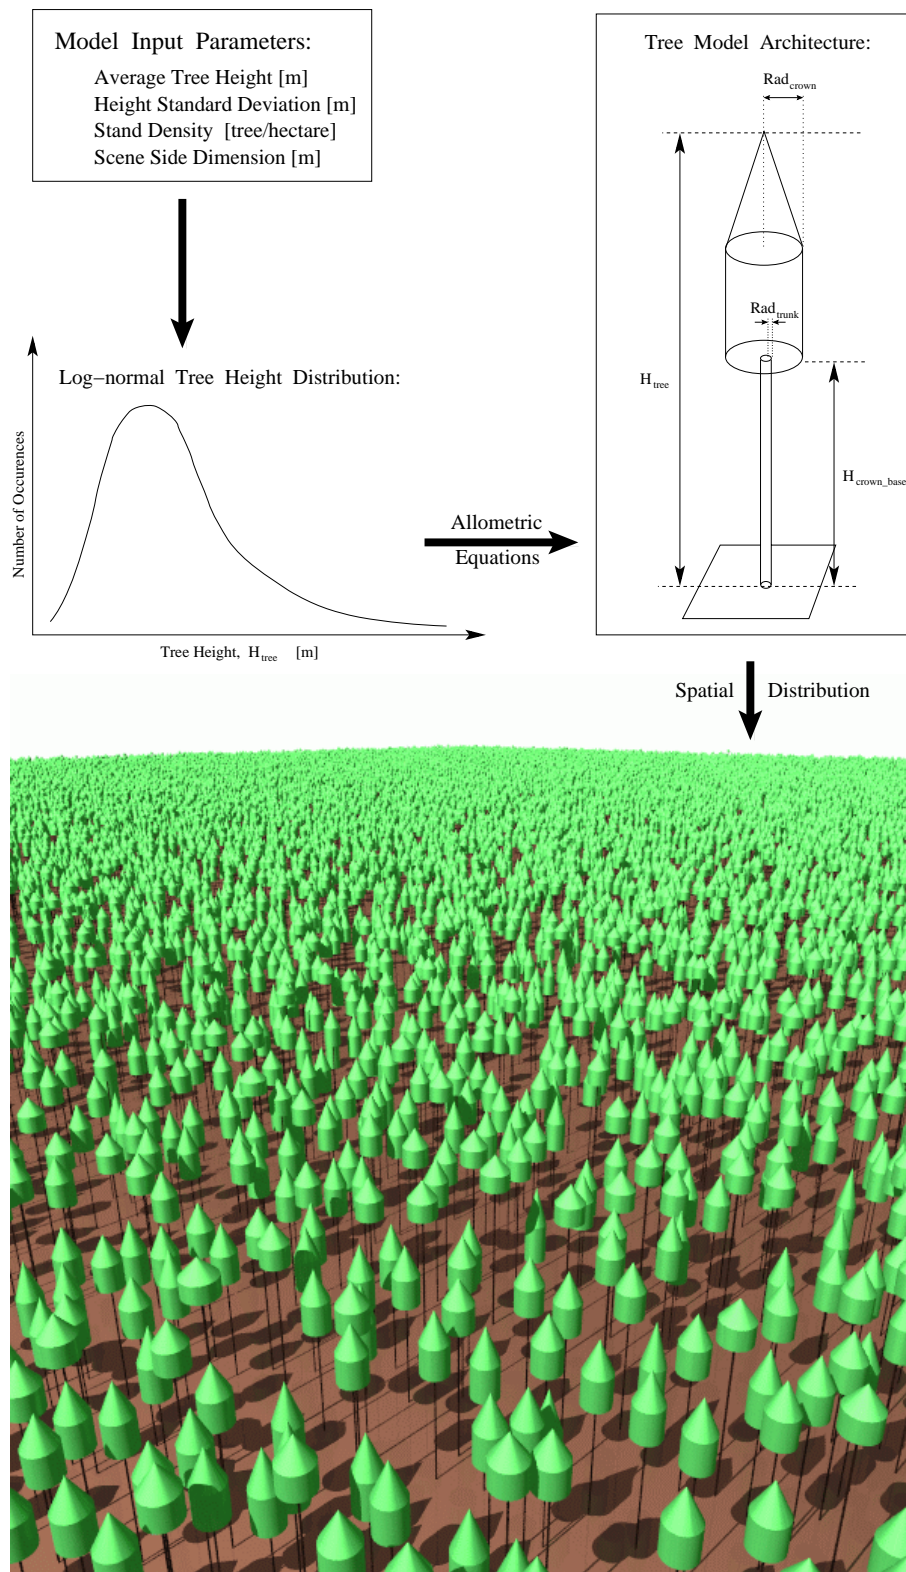 Model Input Parameters:
Average Tree Height [m]
Height Standard Deviation [m]
Stand Density [tree/hectare]
Scene Side Dimension [m]
Tree Model Architecture:
Rad_crown
Rad_trunk
H_tree
H_crown_base
Log-normal Tree Height Distribution:
Number of Occurences
Tree Height, H_tree [m]
Allometric
Equations
Spatial Distribution